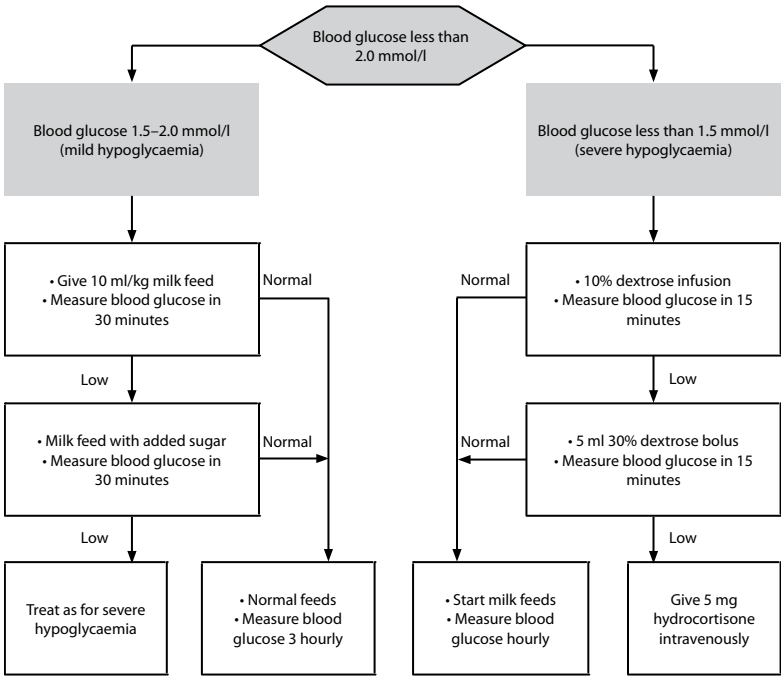 Blood glucose less than
2.0 mmol/l
Blood glucose 1.5–2.0 mmol/l
(mild hypoglycaemia)
Blood glucose less than 1.5 mmol/l
(severe hypoglycaemia)
• Give 10 ml/kg milk feed
• Measure blood glucose in
30 minutes
Normal
Normal
• 10% dextrose infusion
• Measure blood glucose in 15
minutes
Low
Low
• Milk feed with added sugar
• Measure blood glucose in
30 minutes
Normal
Normal
• 5 ml 30% dextrose bolus
• Measure blood glucose in 15
minutes
Low
Low
Treat as for severe
hypoglycaemia
• Normal feeds
• Measure blood
glucose 3 hourly
• Start milk feeds
• Measure blood
glucose hourly
Give 5 mg
hydrocortisone
intravenously